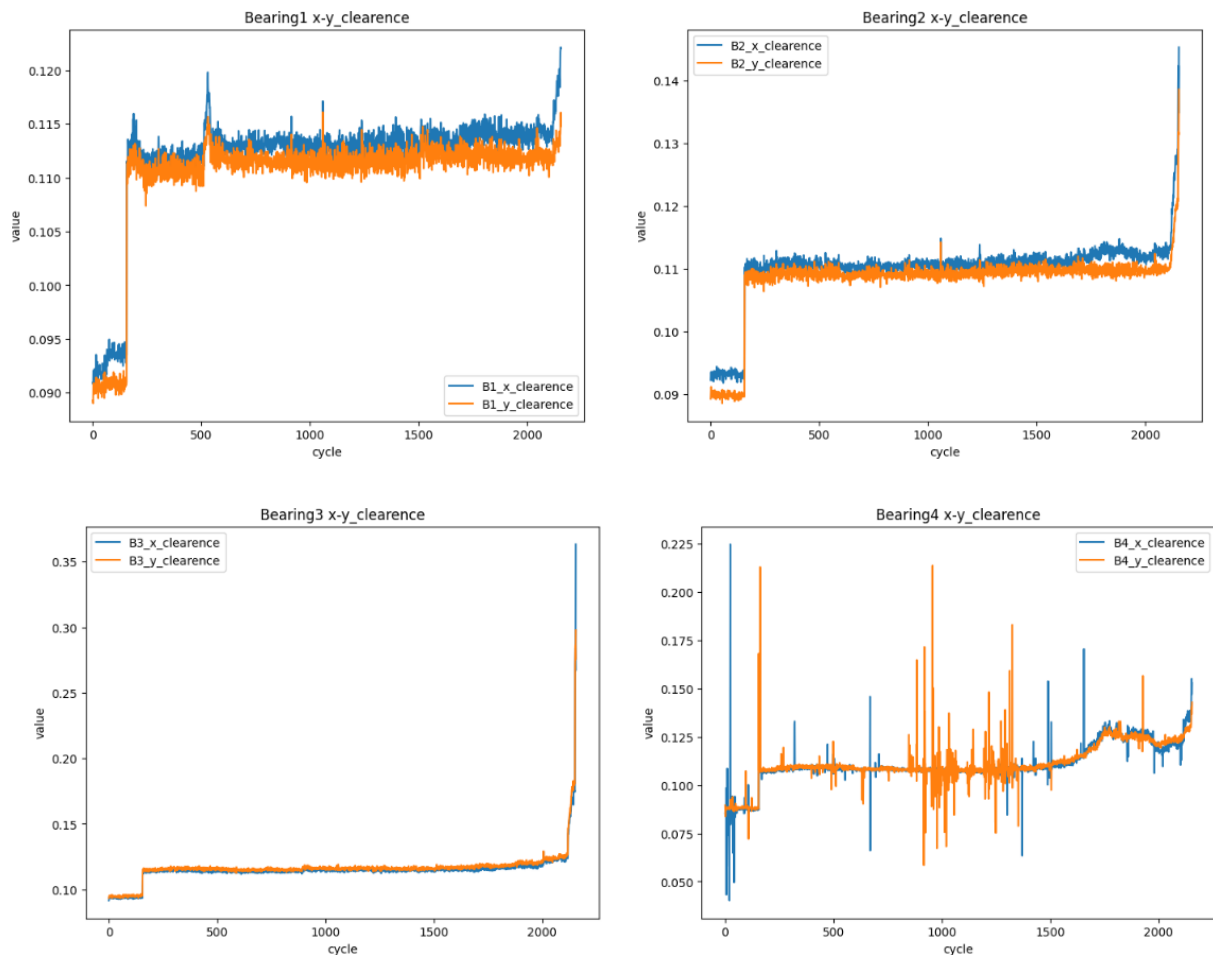 Bearing1 x-y_clearence
0.120
0.115
0.110
0.105
0.100
0.095
0.090
value
B1_x_clearence
B1_y_clearence
0
500
1000
1500
2000
cycle
Bearing2 x-y_clearence
B2_x_clearence
B2_y_clearence
0.14
0.13
0.12
0.11
0.10
0.09
value
0
500
1000
1500
2000
cycle
Bearing3 x-y_clearence
B3_x_clearence
B3_y_clearence
0.35
0.30
0.25
0.20
0.15
0.10
value
0
500
1000
1500
2000
cycle
Bearing4 x-y_clearence
B4_x_clearence
B4_y_clearence
0.225
0.200
0.175
0.150
0.125
0.100
0.075
0.050
value
0
500
1000
1500
2000
cycle